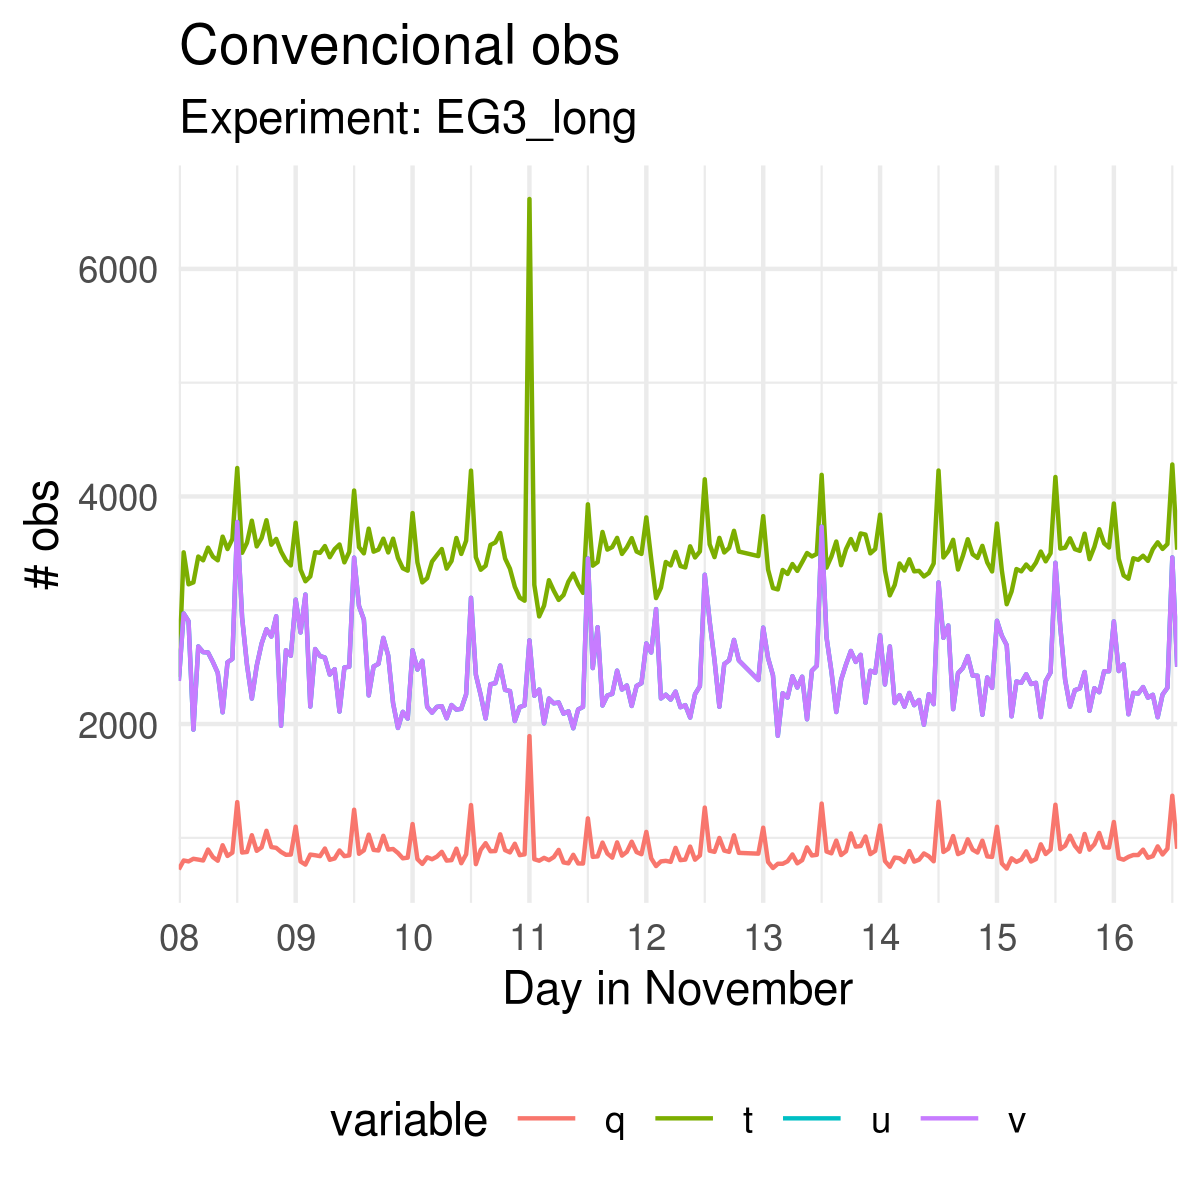 Convencional obs
Experiment: EG3_long
# obs
6000
4000
2000
08 09 10 11 12 13 14 15 16
Day in November
variable q t u v